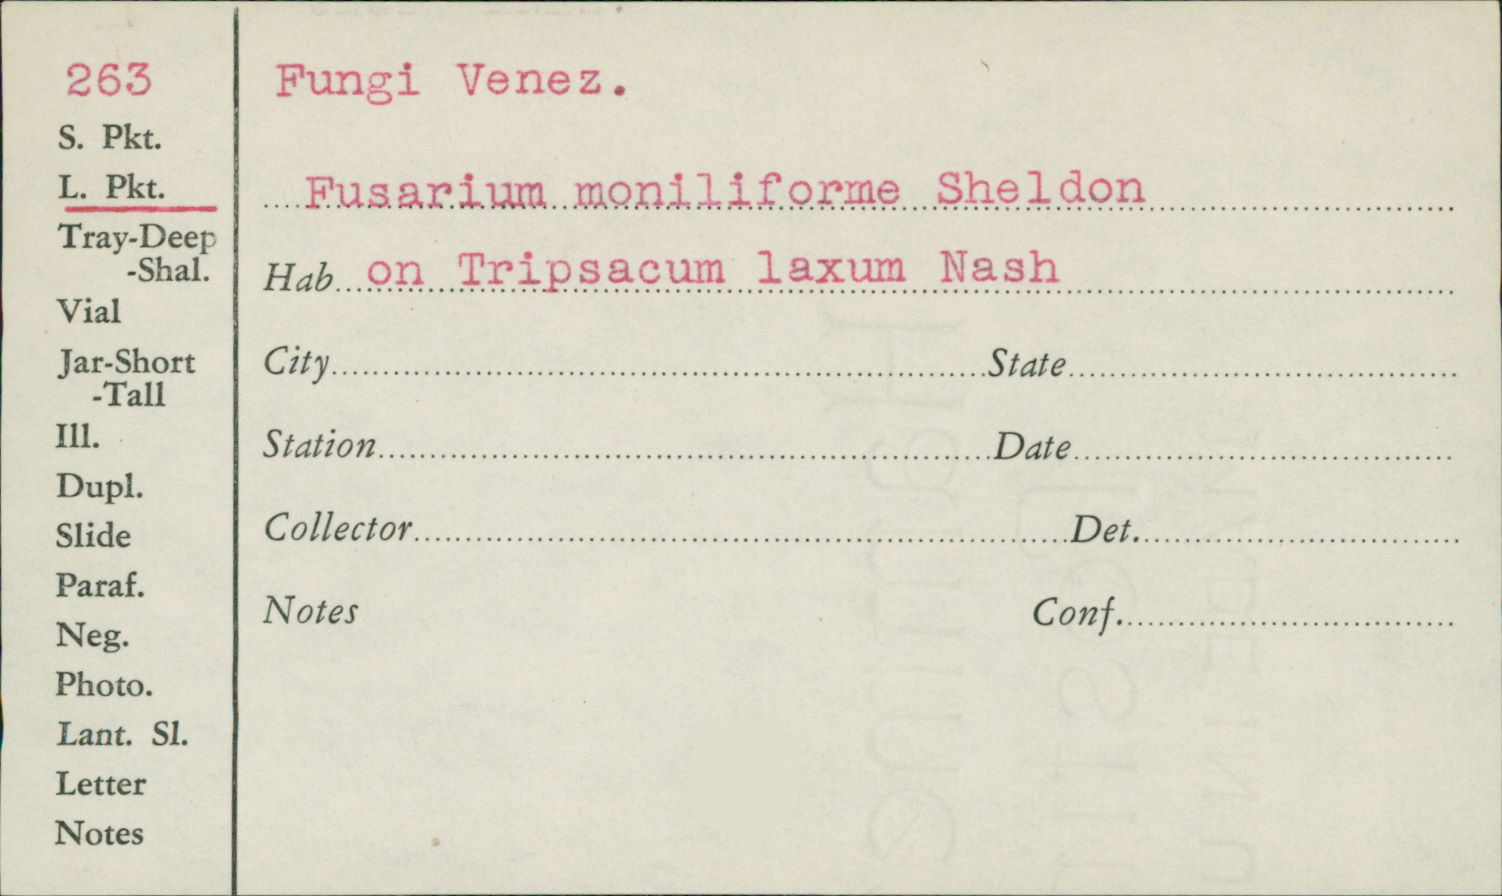 263
S. Pkt.
L. Pkt.
Tray-Deep
-Shal.
Vial
Jar-Short
-Tall
Ill.
Dupl.
Slide
Paraf.
Neg.
Photo.
Lant. Sl.
Letter
Notes
Fungi Venez.
Fusarium moniliforme Sheldon
Hab. on Tripsacum laxum Nash
City State
Station Date
Collector Det.
Notes Conf.